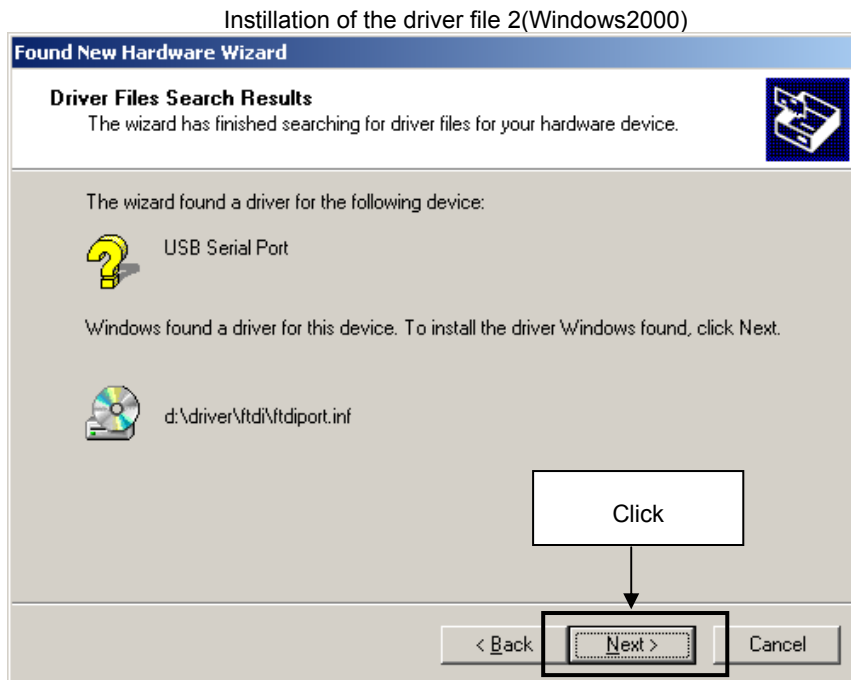 Instillation of the driver file 2(Windows2000)
Found New Hardware Wizard
Driver Files Search Results
The wizard has finished searching for driver files for your hardware device.
The wizard found a driver for the following device:
USB Serial Port
Windows found a driver for this device. To install the driver Windows found, click Next.
d:\driver\ftdi\ftdiport.inf
Click
< Back
Next >
Cancel